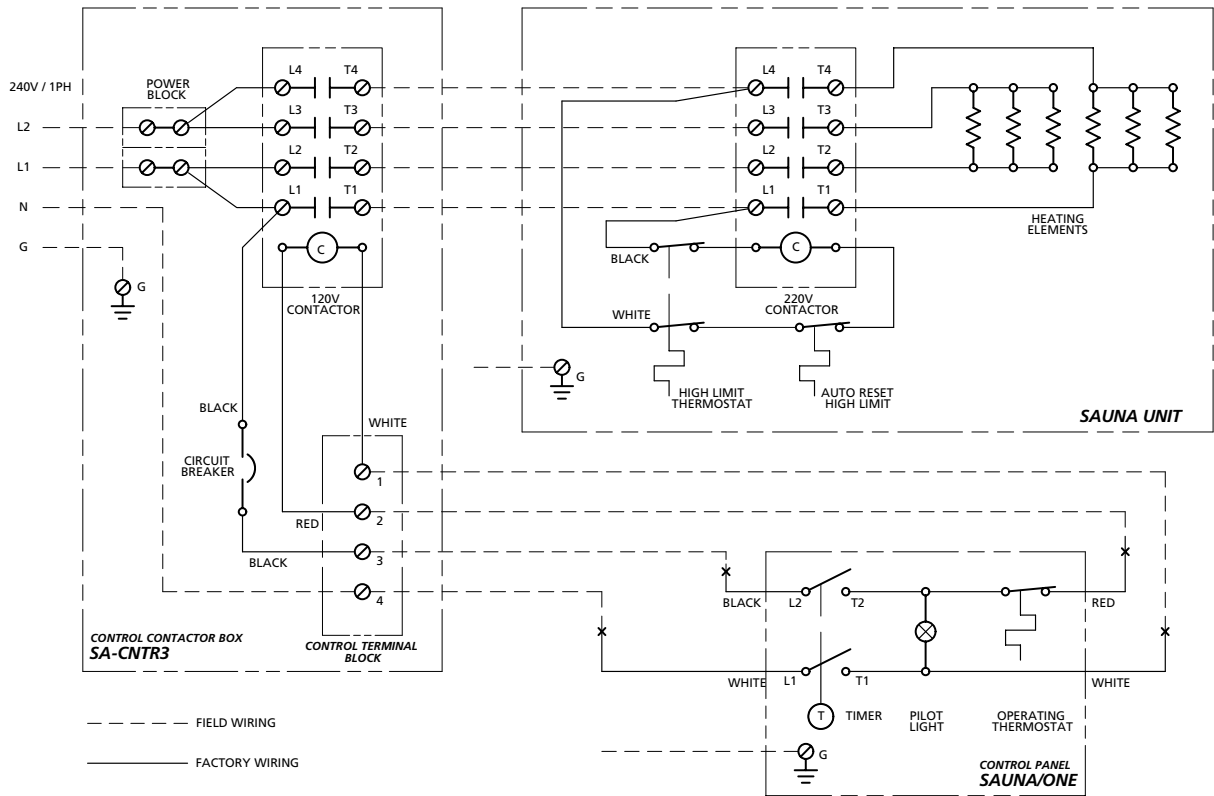 240V / 1PH
L2
L1
N
G
POWER
BLOCK
G
L4 T4
L3 T3
L2 T2
L1 T1
C
120V
CONTACTOR
BLACK
CIRCUIT
BREAKER
BLACK
WHITE
RED
1
2
3
4
CONTROL CONTACTOR BOX
SA-CNTR3
CONTROL TERMINAL
BLOCK
L4 T4
L3 T3
L2 T2
L1 T1
C
220V
CONTACTOR
HEATING
ELEMENTS
BLACK
WHITE
G
HIGH LIMIT
THERMOSTAT
AUTO RESET
HIGH LIMIT
SAUNA UNIT
BLACK
L2 T2
RED
WHITE
L1 T1
WHITE
T
TIMER
PILOT
LIGHT
OPERATING
THERMOSTAT
G
CONTROL PANEL
SAUNA/ONE
FIELD WIRING
FACTORY WIRING